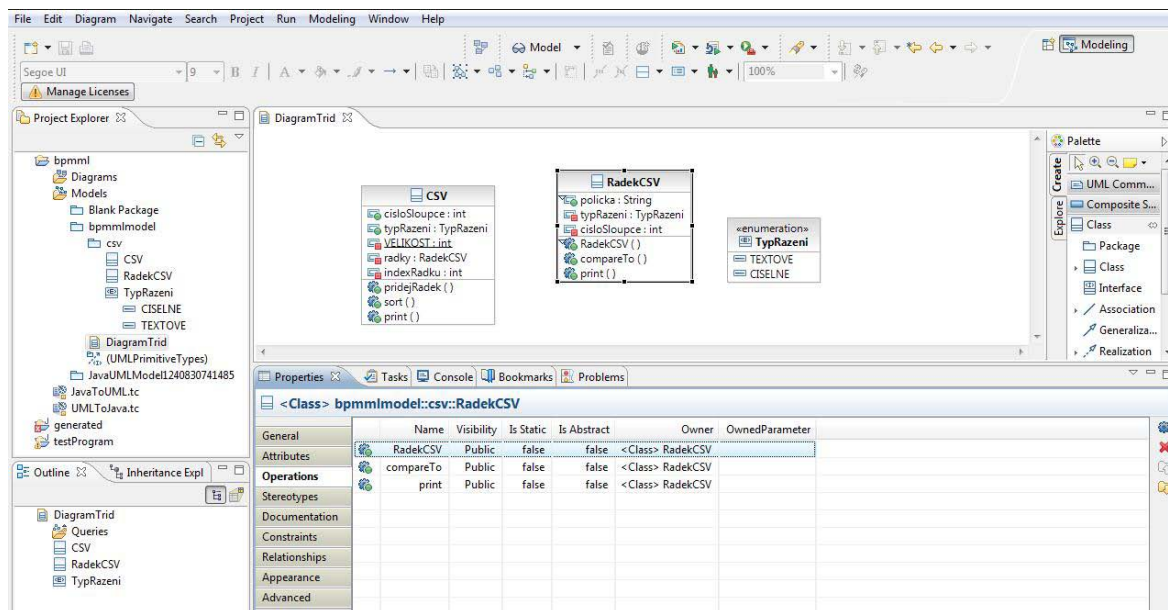 File Edit Diagram Navigate Search Project Run Modeling Window Help
Model
Modeling
Segoe UI 9 B I A 100%
Manage Licenses
Project Explorer
bpmml
Diagrams
Models
Blank Package
bpmmlmodel
csv
CSV
RadekCSV
TypRazeni
CISELNE
TEXTOVE
DiagramTrid
(UMLPrimitiveTypes)
JavaUMLModel1240830741485
JavaToUML.tc
UMLToJava.tc
generated
testProgram
Outline Inheritance Expl
DiagramTrid
Queries
CSV
RadekCSV
TypRazeni
DiagramTrid
CSV
cisloSloupce : int
typRazeni : TypRazeni
VELIKOST : int
radky : RadekCSV
indexRadku : int
pridejRadek ( )
sort ( )
print ( )
RadekCSV
policka : String
typRazeni : TypRazeni
cisloSloupce : int
RadekCSV ( )
compareTo ( )
print ( )
«enumeration»
TypRazeni
TEXTOVE
CISELNE
Palette
Create
Explore
UML Comm...
Composite S...
Class
Package
Class
Interface
Association
Generaliza...
Realization
Properties Tasks Console Bookmarks Problems
<Class> bpmmlmodel::csv::RadekCSV
General
Attributes
Operations
Stereotypes
Documentation
Constraints
Relationships
Appearance
Advanced
Name Visibility Is Static Is Abstract Owner OwnedParameter
RadekCSV Public false false <Class> RadekCSV
compareTo Public false false <Class> RadekCSV
print Public false false <Class> RadekCSV